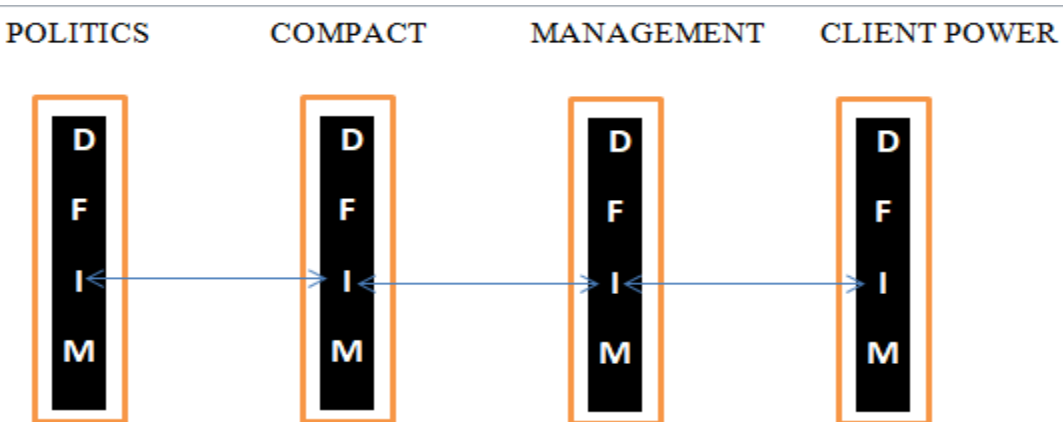 POLITICS COMPACT MANAGEMENT CLIENT POWER
D D D D
F F F F
I I I I
M M M M